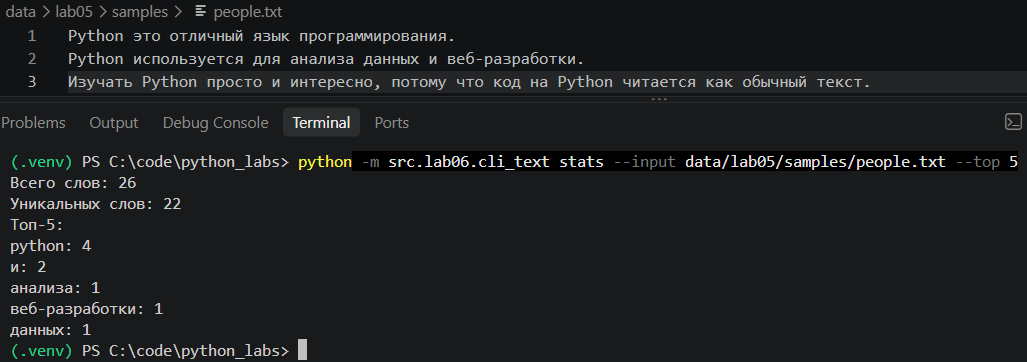 data > lab05 > samples > people.txt
1 Python это отличный язык программирования.
2 Python используется для анализа данных и веб-разработки.
3 Изучать Python просто и интересно, потому что код на Python читается как обычный текст.
Problems Output Debug Console Terminal Ports
(.venv) PS C:\code\python_labs> python -m src.lab06.cli_text stats --input data/lab05/samples/people.txt --top 5
Всего слов: 26
Уникальных слов: 22
Топ-5:
python: 4
и: 2
анализа: 1
веб-разработки: 1
данных: 1
(.venv) PS C:\code\python_labs>